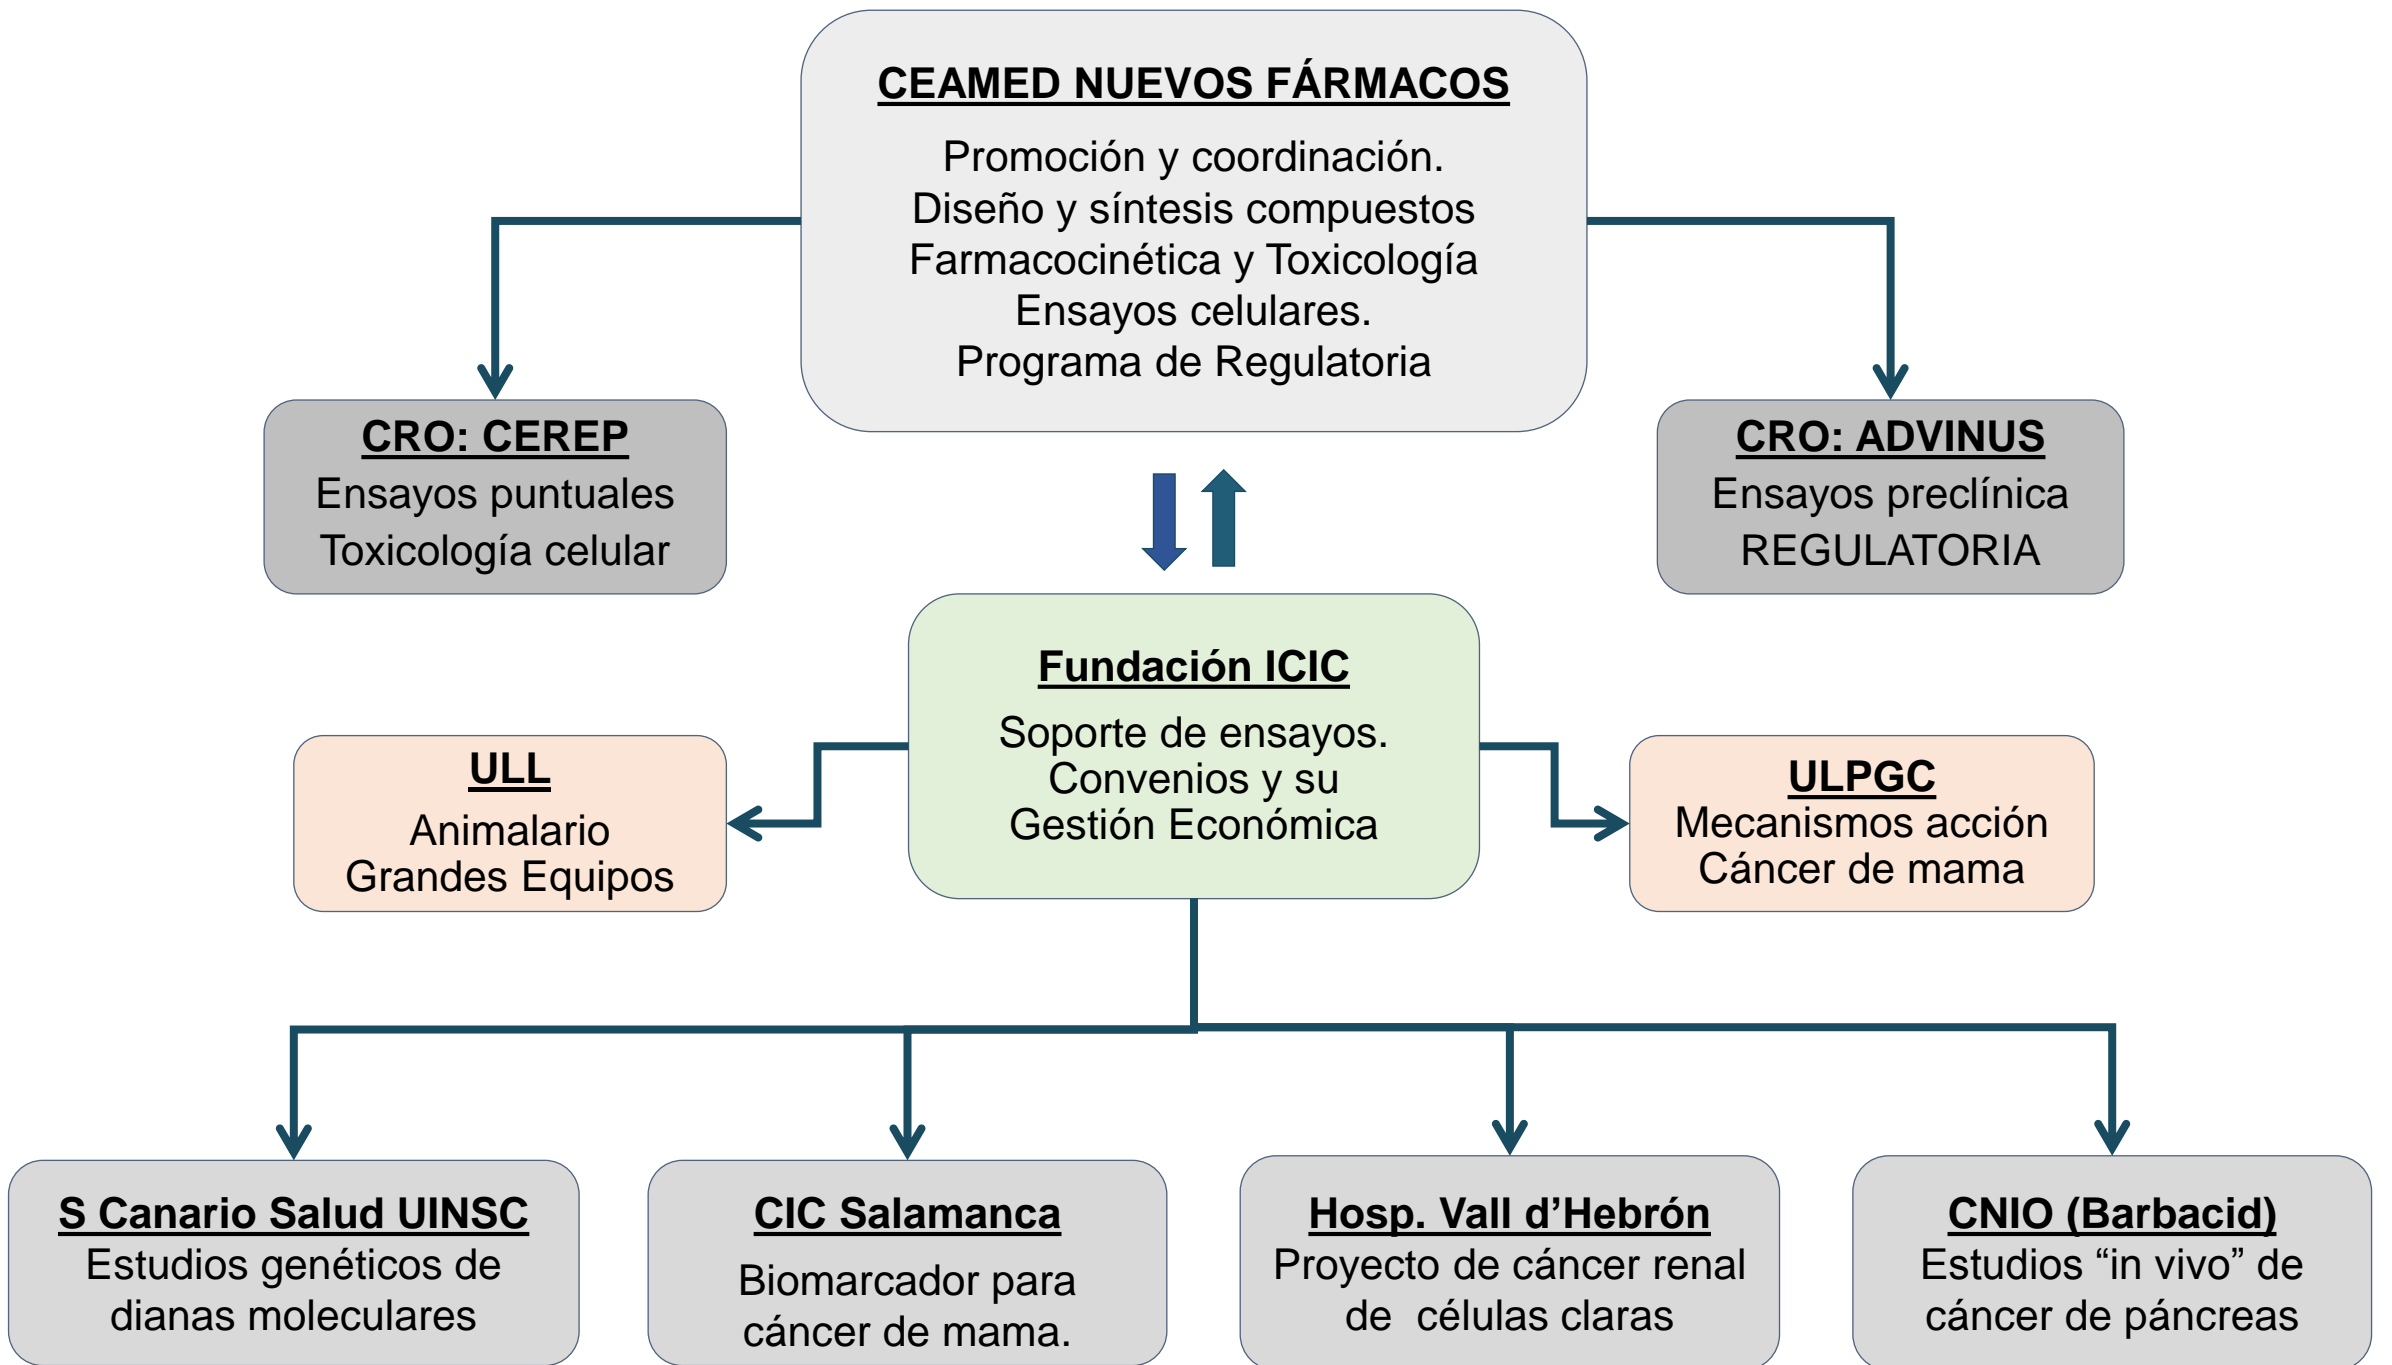 CEAMED NUEVOS FÁRMACOS
Promoción y coordinación.
Diseño y síntesis compuestos
Farmacocinética y Toxicología
Ensayos celulares.
Programa de Regulatoria
CRO: CEREP
Ensayos puntuales
Toxicología celular
CRO: ADVINUS
Ensayos preclínica
REGULATORIA
Fundación ICIC
Soporte de ensayos.
Convenios y su
Gestión Económica
ULL
Animalario
Grandes Equipos
ULPGC
Mecanismos acción
Cáncer de mama
S Canario Salud UINSC
Estudios genéticos de
dianas moleculares
CIC Salamanca
Biomarcador para
cáncer de mama.
Hosp. Vall d’Hebrón
Proyecto de cáncer renal
de  células claras
CNIO (Barbacid)
Estudios “in vivo” de
cáncer de páncreas